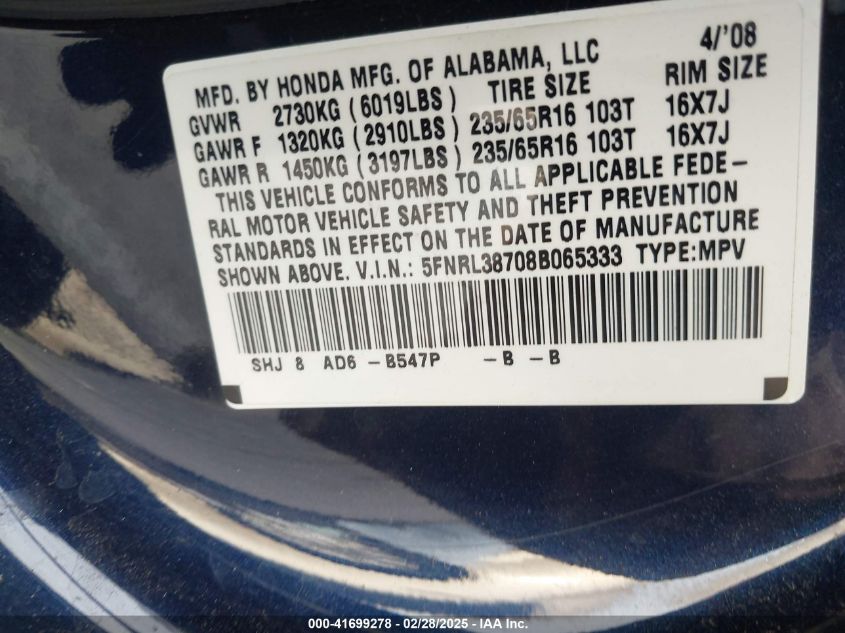 MFD. BY HONDA MFG. OF ALABAMA, LLC 4/'08
GVWR 2730KG (6019LBS) TIRE SIZE RIM SIZE
GAWR F 1320KG (2910LBS) 235/65R16 103T 16X7J
GAWR R 1450KG (3197LBS) 235/65R16 103T 16X7J
THIS VEHICLE CONFORMS TO ALL APPLICABLE FEDE-
RAL MOTOR VEHICLE SAFETY AND THEFT PREVENTION
STANDARDS IN EFFECT ON THE DATE OF MANUFACTURE
SHOWN ABOVE. V.I.N.: 5FNRL38708B065333 TYPE:MPV
SHJ 8 AD6 -B547P -B -B
000-41699278 - 02/28/2025 - IAA Inc.